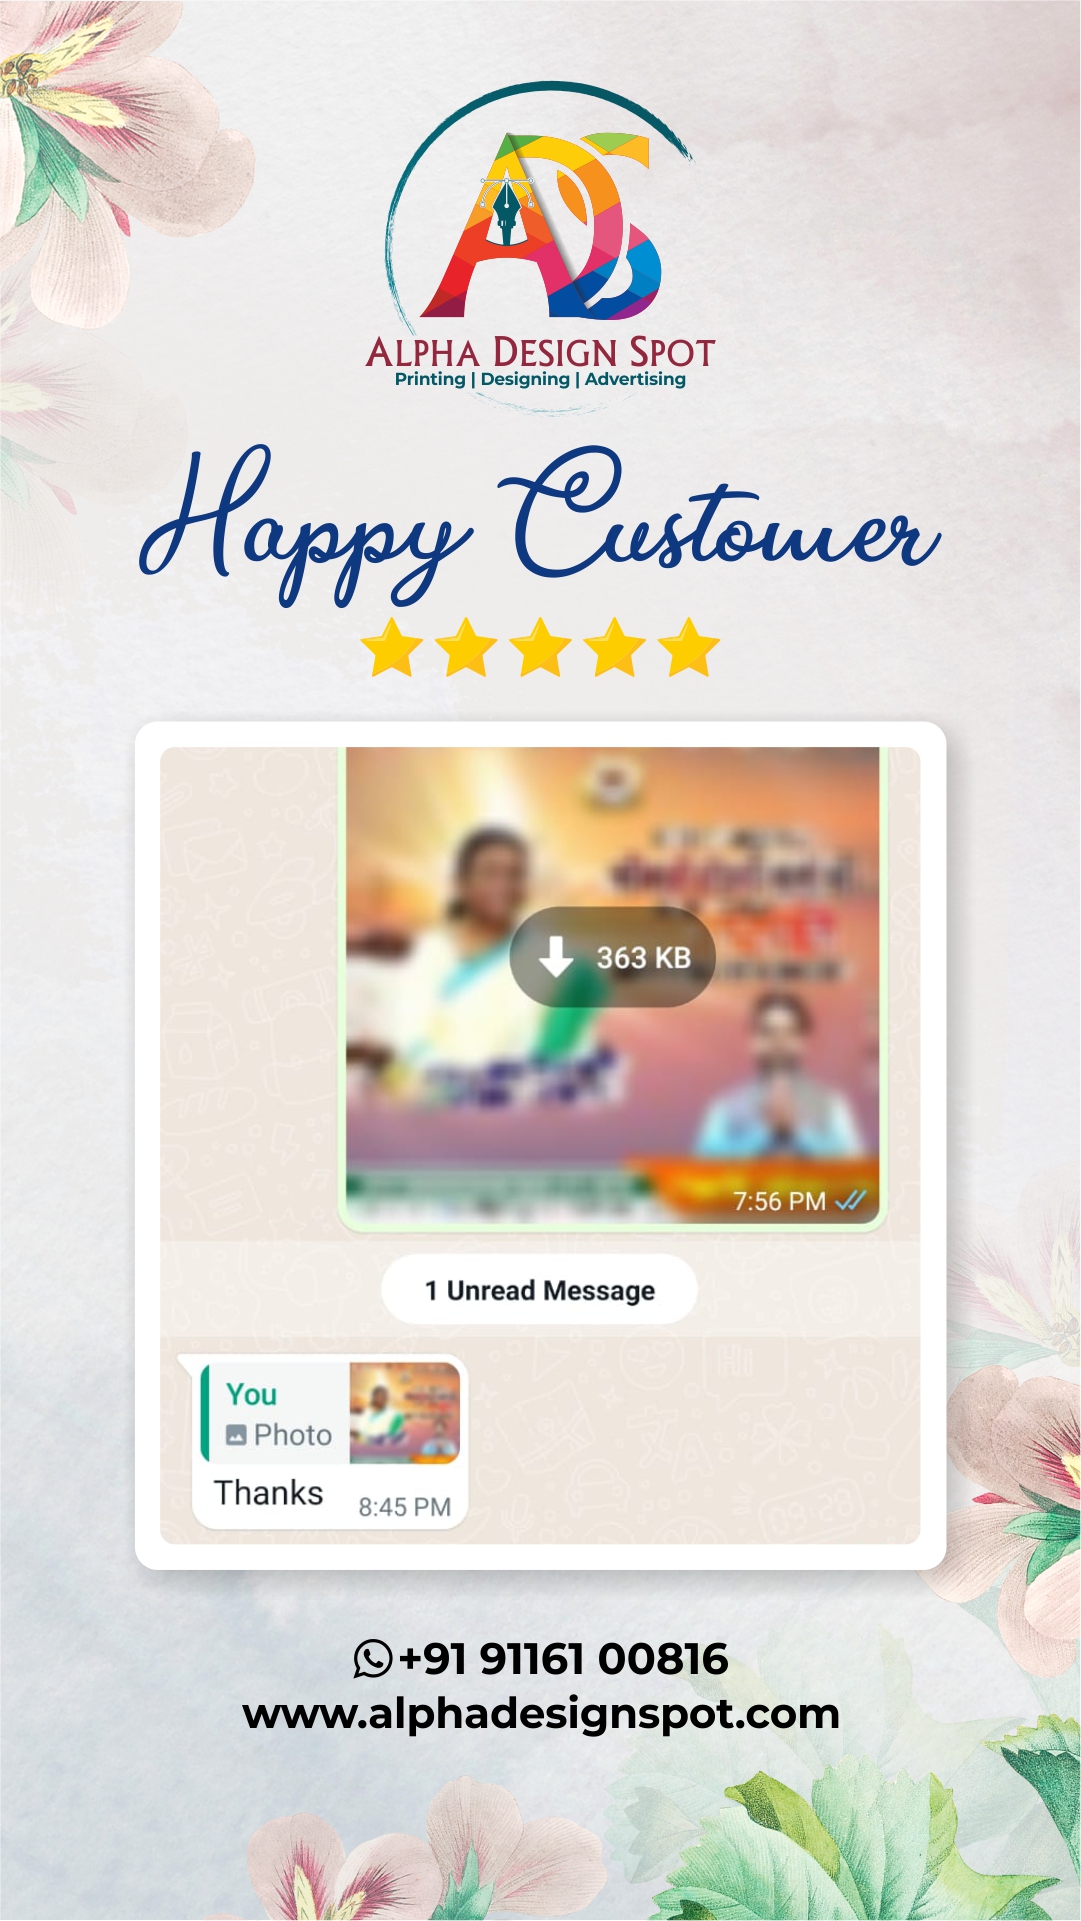 ADS
ALPHA DESIGN SPOT
Printing | Designing | Advertising
Happy Customer
363 KB
7:56 PM
1 Unread Message
You
Photo
Thanks
8:45 PM
+91 91161 00816
www.alphadesignspot.com